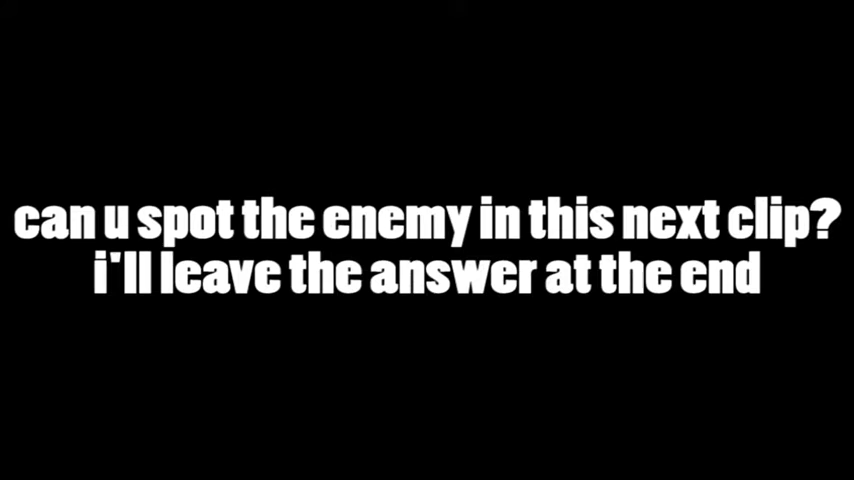 can u spot the enemy in this next clip?
i'll leave the answer at the end